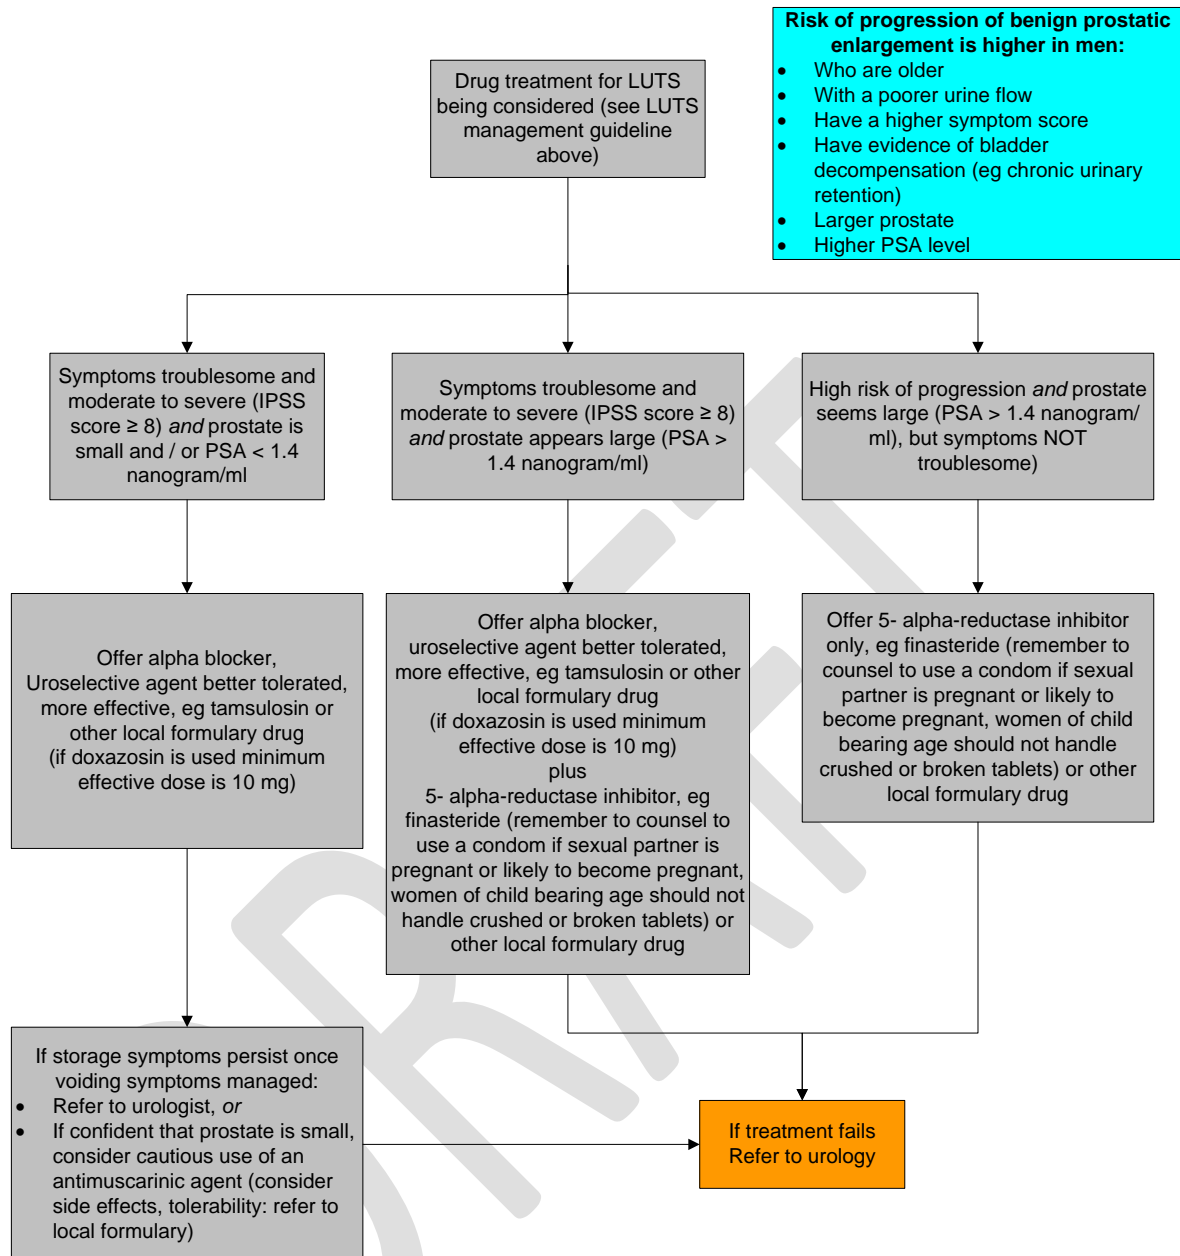 Risk of progression of benign prostatic
enlargement is higher in men:
• Who are older
• With a poorer urine flow
• Have a higher symptom score
• Have evidence of bladder
decompensation (eg chronic urinary
retention)
• Larger prostate
• Higher PSA level
Drug treatment for LUTS
being considered (see LUTS
management guideline
above)
Symptoms troublesome and
moderate to severe (IPSS
score ≥ 8) and prostate is
small and / or PSA < 1.4
nanogram/ml
Symptoms troublesome and
moderate to severe (IPSS score ≥ 8)
and prostate appears large (PSA >
1.4 nanogram/ml)
High risk of progression and prostate
seems large (PSA > 1.4 nanogram/
ml), but symptoms NOT
troublesome)
Offer alpha blocker,
Uroselective agent better tolerated,
more effective, eg tamsulosin or
other local formulary drug
(if doxazosin is used minimum
effective dose is 10 mg)
Offer alpha blocker,
uroselective agent better tolerated,
more effective, eg tamsulosin or other
local formulary drug
(if doxazosin is used minimum
effective dose is 10 mg)
plus
5- alpha-reductase inhibitor, eg
finasteride (remember to counsel to
use a condom if sexual partner is
pregnant or likely to become pregnant,
women of child bearing age should not
handle crushed or broken tablets) or
other local formulary drug
Offer 5- alpha-reductase inhibitor
only, eg finasteride (remember to
counsel to use a condom if sexual
partner is pregnant or likely to
become pregnant, women of child
bearing age should not handle
crushed or broken tablets) or other
local formulary drug
If storage symptoms persist once
voiding symptoms managed:
• Refer to urologist, or
• If confident that prostate is small,
consider cautious use of an
antimuscarinic agent (consider
side effects, tolerability: refer to
local formulary)
If treatment fails
Refer to urology
DRAFT